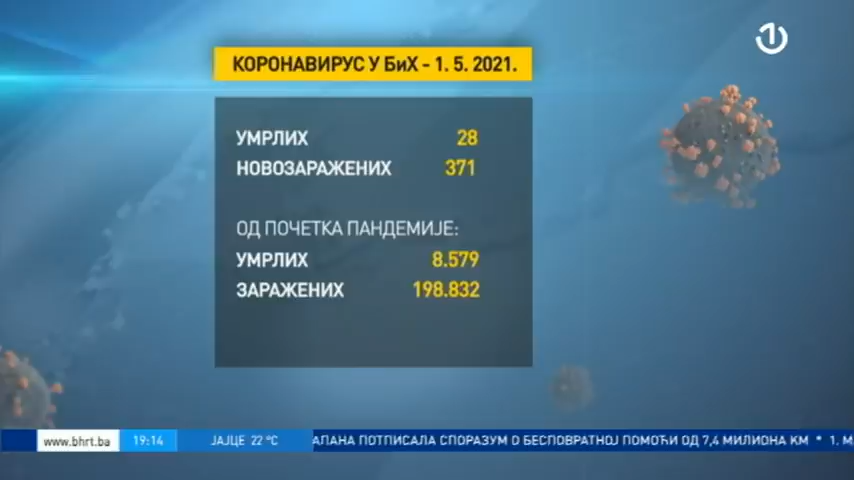 КОРОНАВИРУС У БиХ - 1. 5. 2021.
УМРЛИХ 28
НОВОЗАРАЖЕНИХ 371
ОД ПОЧЕТКА ПАНДЕМИЈЕ:
УМРЛИХ 8.579
ЗАРАЖЕНИХ 198.832
www.bhrt.ba 19:14 ЈАЈЦЕ 22 °C АЛАНА ПОТПИСАЛА СПОРАЗУМ О БЕСПОВРАТНОЈ ПОМОЋИ ОД 7,4 МИЛИОНА КМ * 1. М